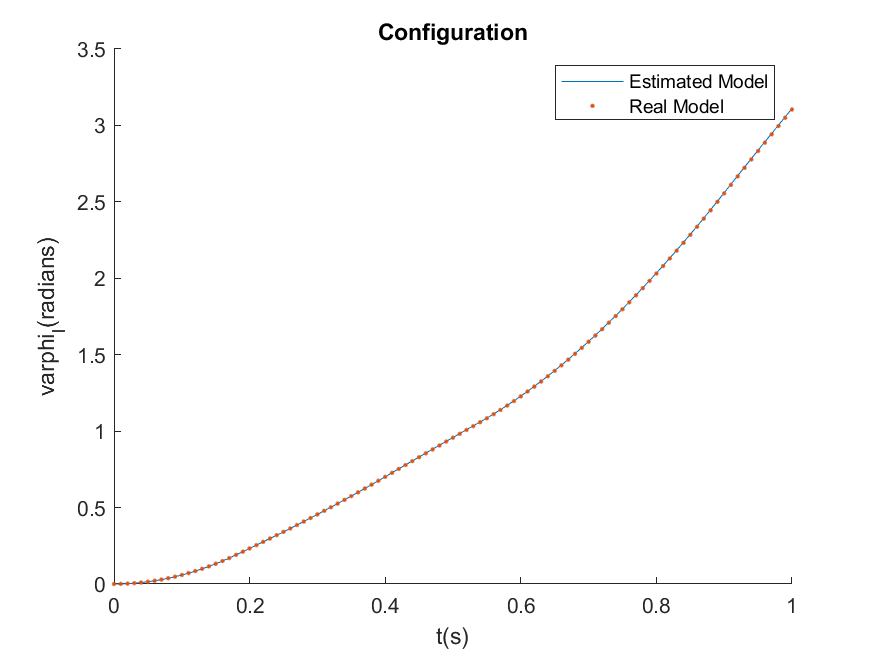 Configuration
3.5
Estimated Model
Real Model
3
2.5
2
1.5
1
0.5
0
varphi_l(radians)
0 0.2 0.4 0.6 0.8 1
t(s)